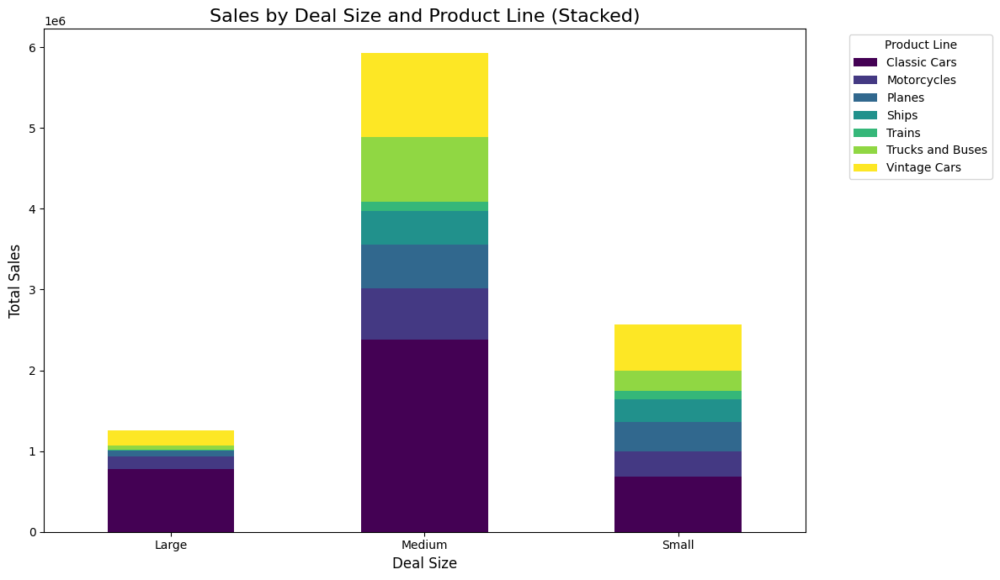 Sales by Deal Size and Product Line (Stacked)
1e6
6
5
4
3
2
1
0
Total Sales
Large
Medium
Small
Deal Size
Product Line
Classic Cars
Motorcycles
Planes
Ships
Trains
Trucks and Buses
Vintage Cars